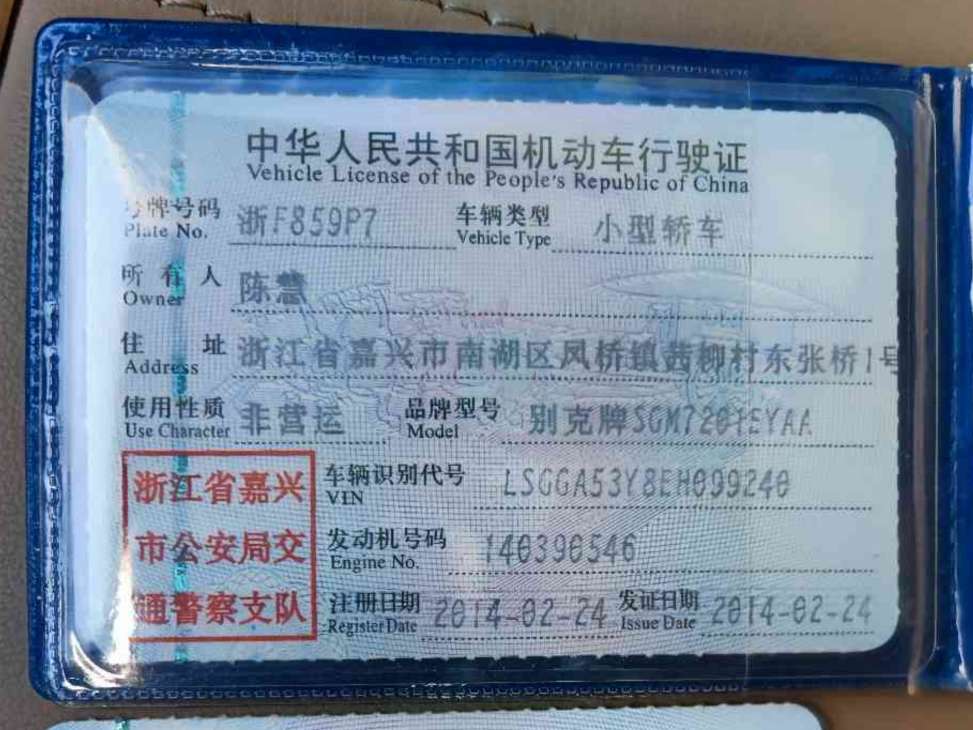 中华人民共和国机动车行驶证
Vehicle License of the People's Republic of China
号牌号码 浙F859P7 车辆类型 小型轿车
Plate No. Vehicle Type
所有人 陈慧
Owner
住址 浙江省嘉兴市南湖区凤桥镇茜柳村东张桥1号
Address
使用性质 非营运 品牌型号 别克牌SGM7201EYAA
Use Character Model
浙江省嘉兴 车辆识别代号 LSGGA53Y8EH099240
VIN
市公安局交 发动机号码 140390546
Engine No.
通警察支队 注册日期 2014-02-24 发证日期 2014-02-24
Register Date Issue Date